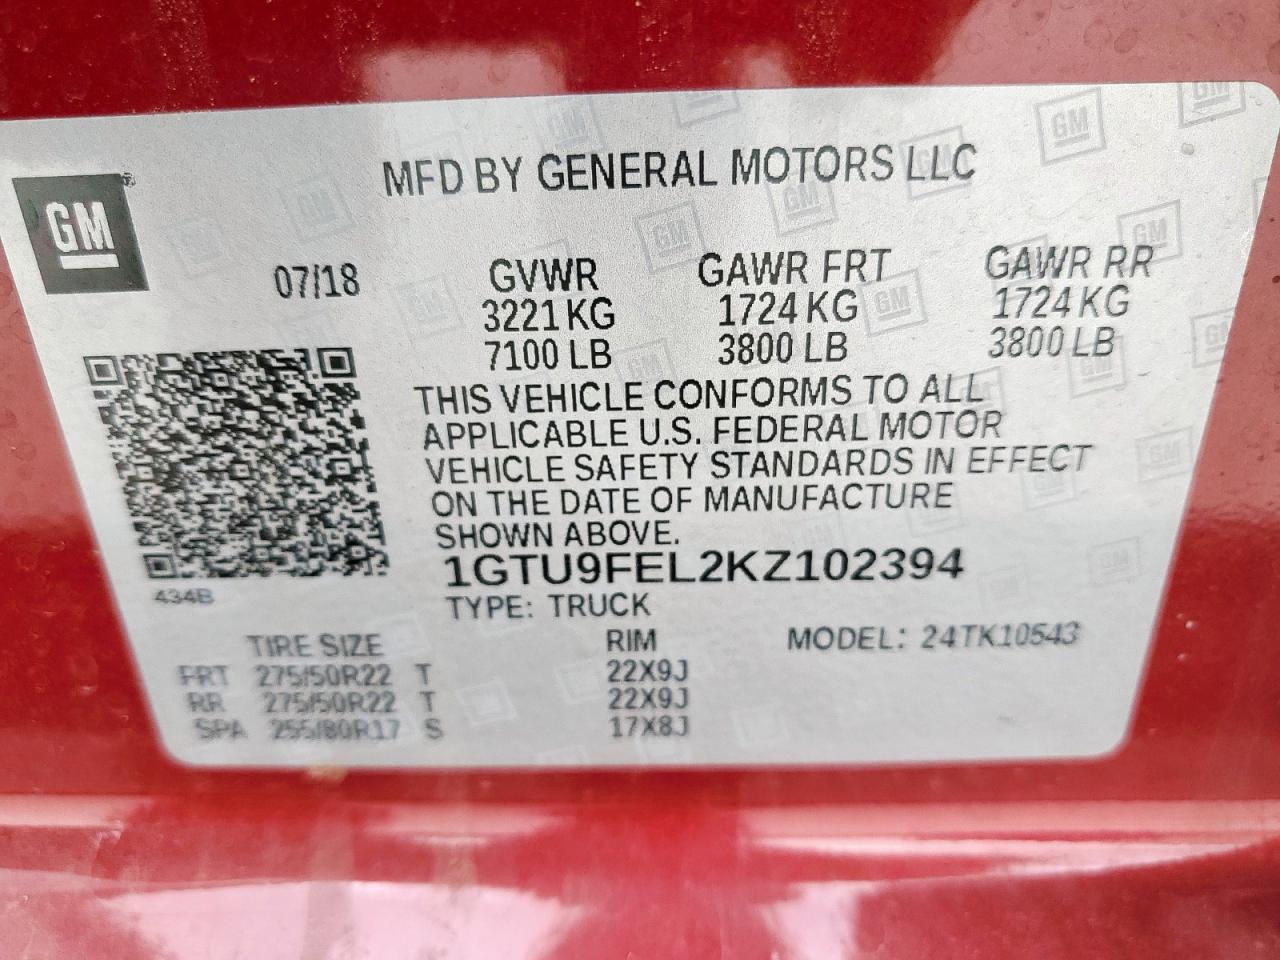 MFD BY GENERAL MOTORS LLC
GM
07/18
GVWR GAWR FRT GAWR RR
3221 KG 1724 KG 1724 KG
7100 LB 3800 LB 3800 LB
THIS VEHICLE CONFORMS TO ALL
APPLICABLE U.S. FEDERAL MOTOR
VEHICLE SAFETY STANDARDS IN EFFECT
ON THE DATE OF MANUFACTURE
SHOWN ABOVE.
1GTU9FEL2KZ102394
434B
TYPE: TRUCK
TIRE SIZE RIM MODEL: 24TK10543
FRT 275/50R22 T 22X9J
RR 275/50R22 T 22X9J
SPA 255/80R17 S 17X8J